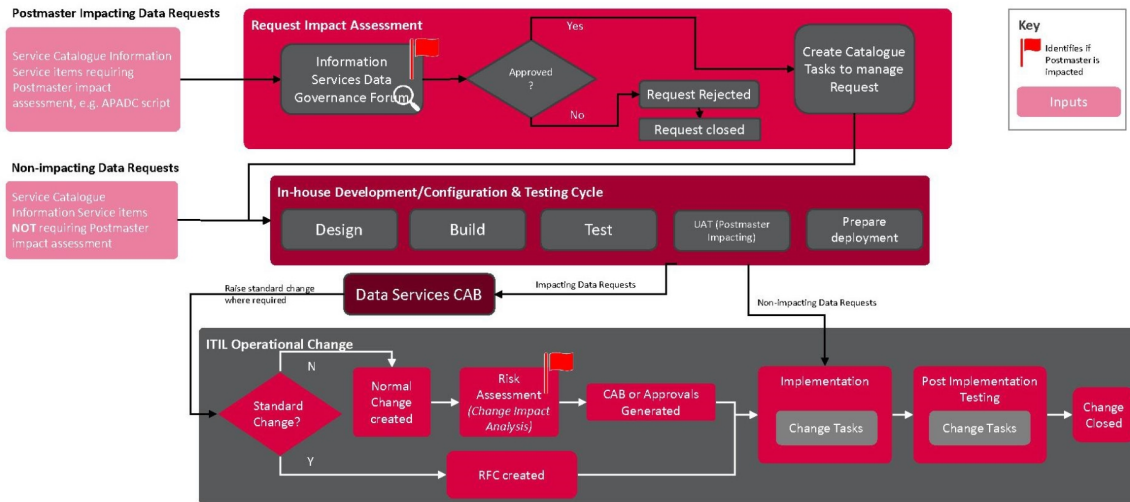 Postmaster Impacting Data Requests
Service Catalogue Information
Service items requiring
Postmaster impact
assessment, e.g. APADC script
Request Impact Assessment
Information
Services Data
Governance Forum
Approved
?
Yes
No
Request Rejected
Request closed
Create Catalogue
Tasks to manage
Request
Key
Identifies if
Postmaster is
impacted
Inputs
Non-impacting Data Requests
Service Catalogue
Information Service items
NOT requiring Postmaster
impact assessment
In-house Development/Configuration & Testing Cycle
Design
Build
Test
UAT (Postmaster
Impacting)
Prepare
deployment
Raise standard change
where required
Data Services CAB
Impacting Data Requests
Non-Impacting Data Requests
ITIL Operational Change
Standard
Change?
N
Y
Normal
Change
created
Risk
Assessment
(Change Impact
Analysis)
CAB or Approvals
Generated
RFC created
Implementation
Change Tasks
Post Implementation
Testing
Change Tasks
Change
Closed